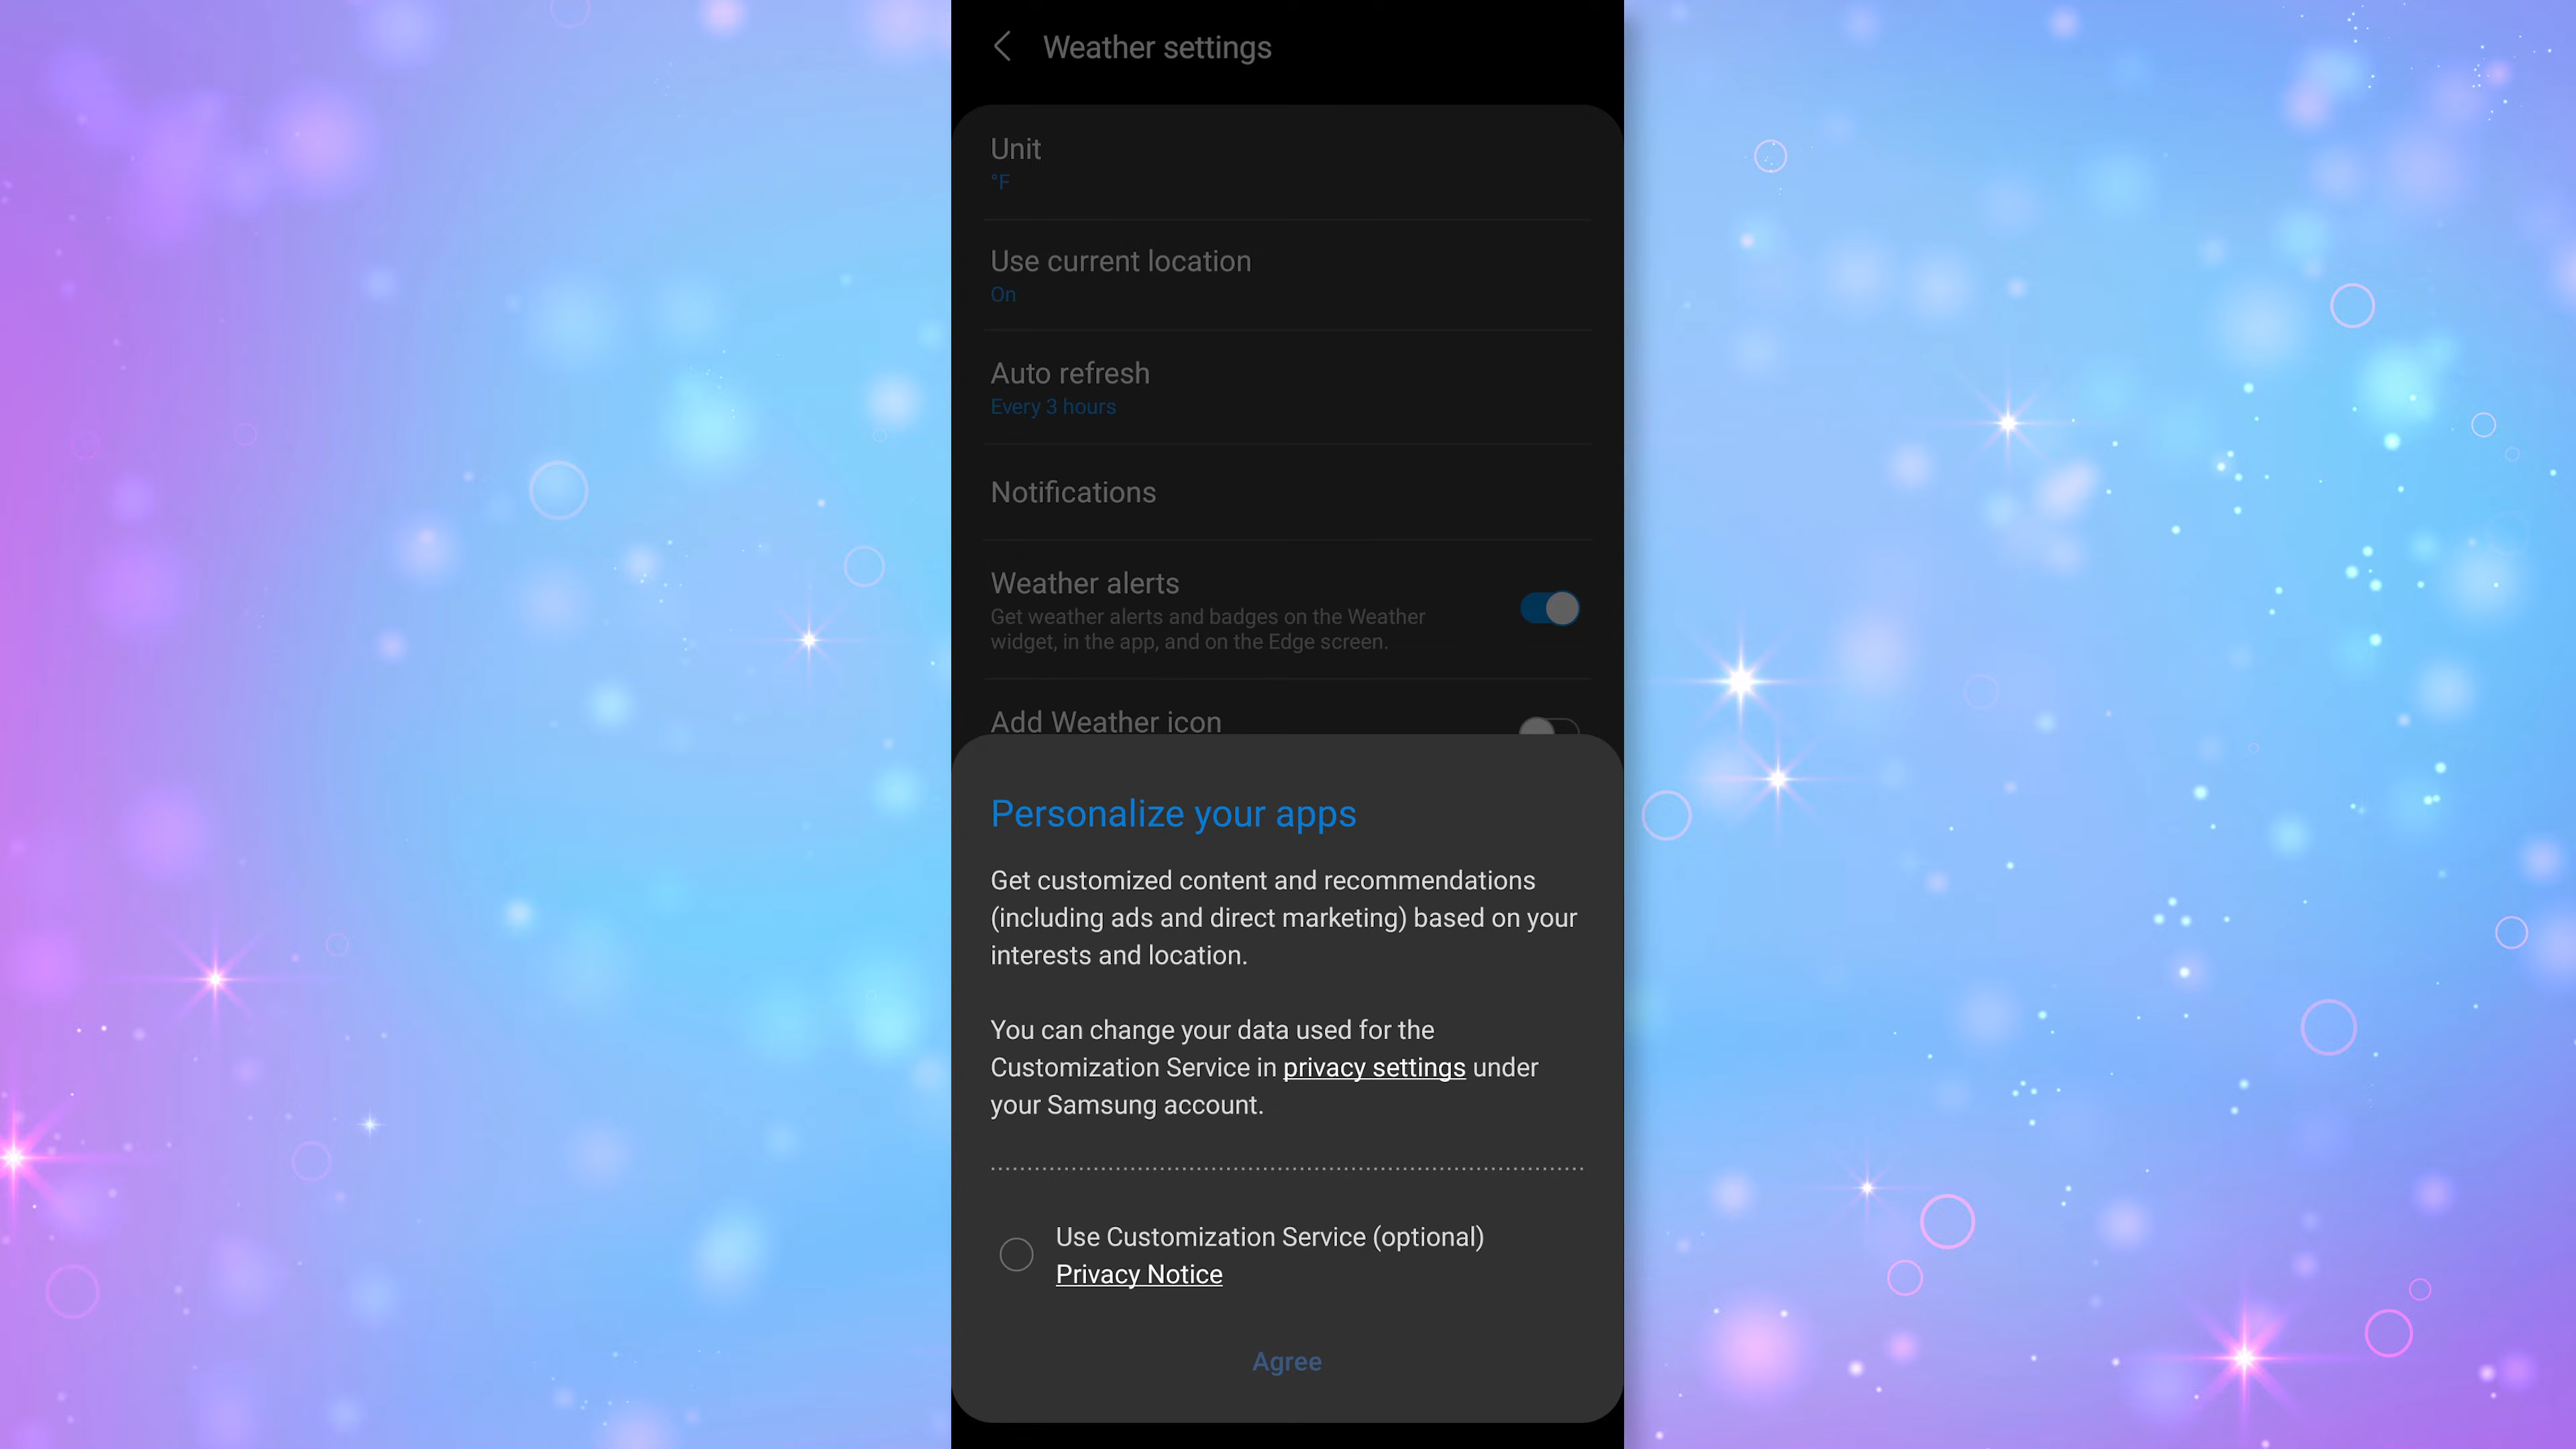 Weather settings
Unit
°F
Use current location
On
Auto refresh
Every 3 hours
Notifications
Weather alerts
Get weather alerts and badges on the Weather
widget, in the app, and on the Edge screen.
Add Weather icon
Personalize your apps
Get customized content and recommendations
(including ads and direct marketing) based on your
interests and location.
You can change your data used for the
Customization Service in privacy settings under
your Samsung account.
Use Customization Service (optional)
Privacy Notice
Agree